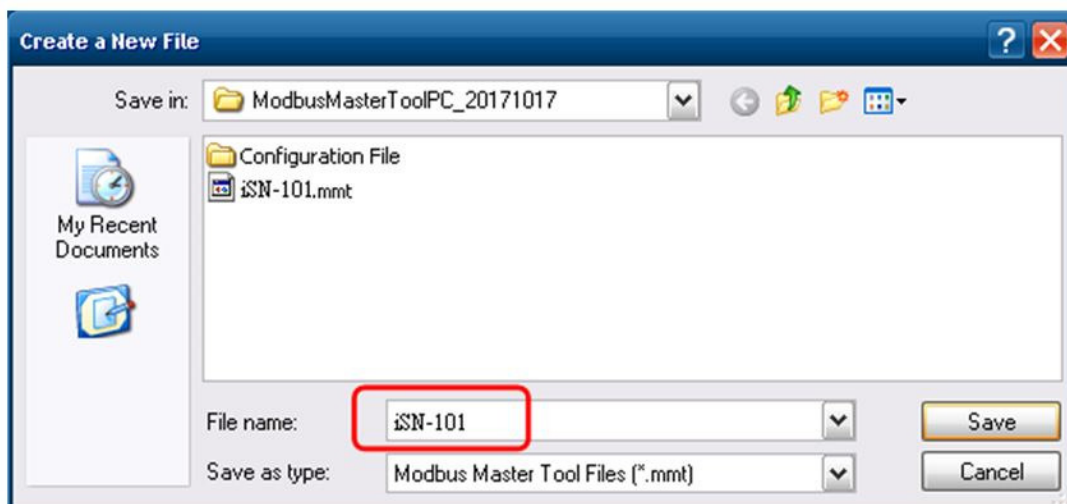 Create a New File
Save in: ModbusMasterToolPC_20171017
Configuration File
iSN-101.mmt
My Recent
Documents
File name: iSN-101 Save
Save as type: Modbus Master Tool Files (*.mmt) Cancel